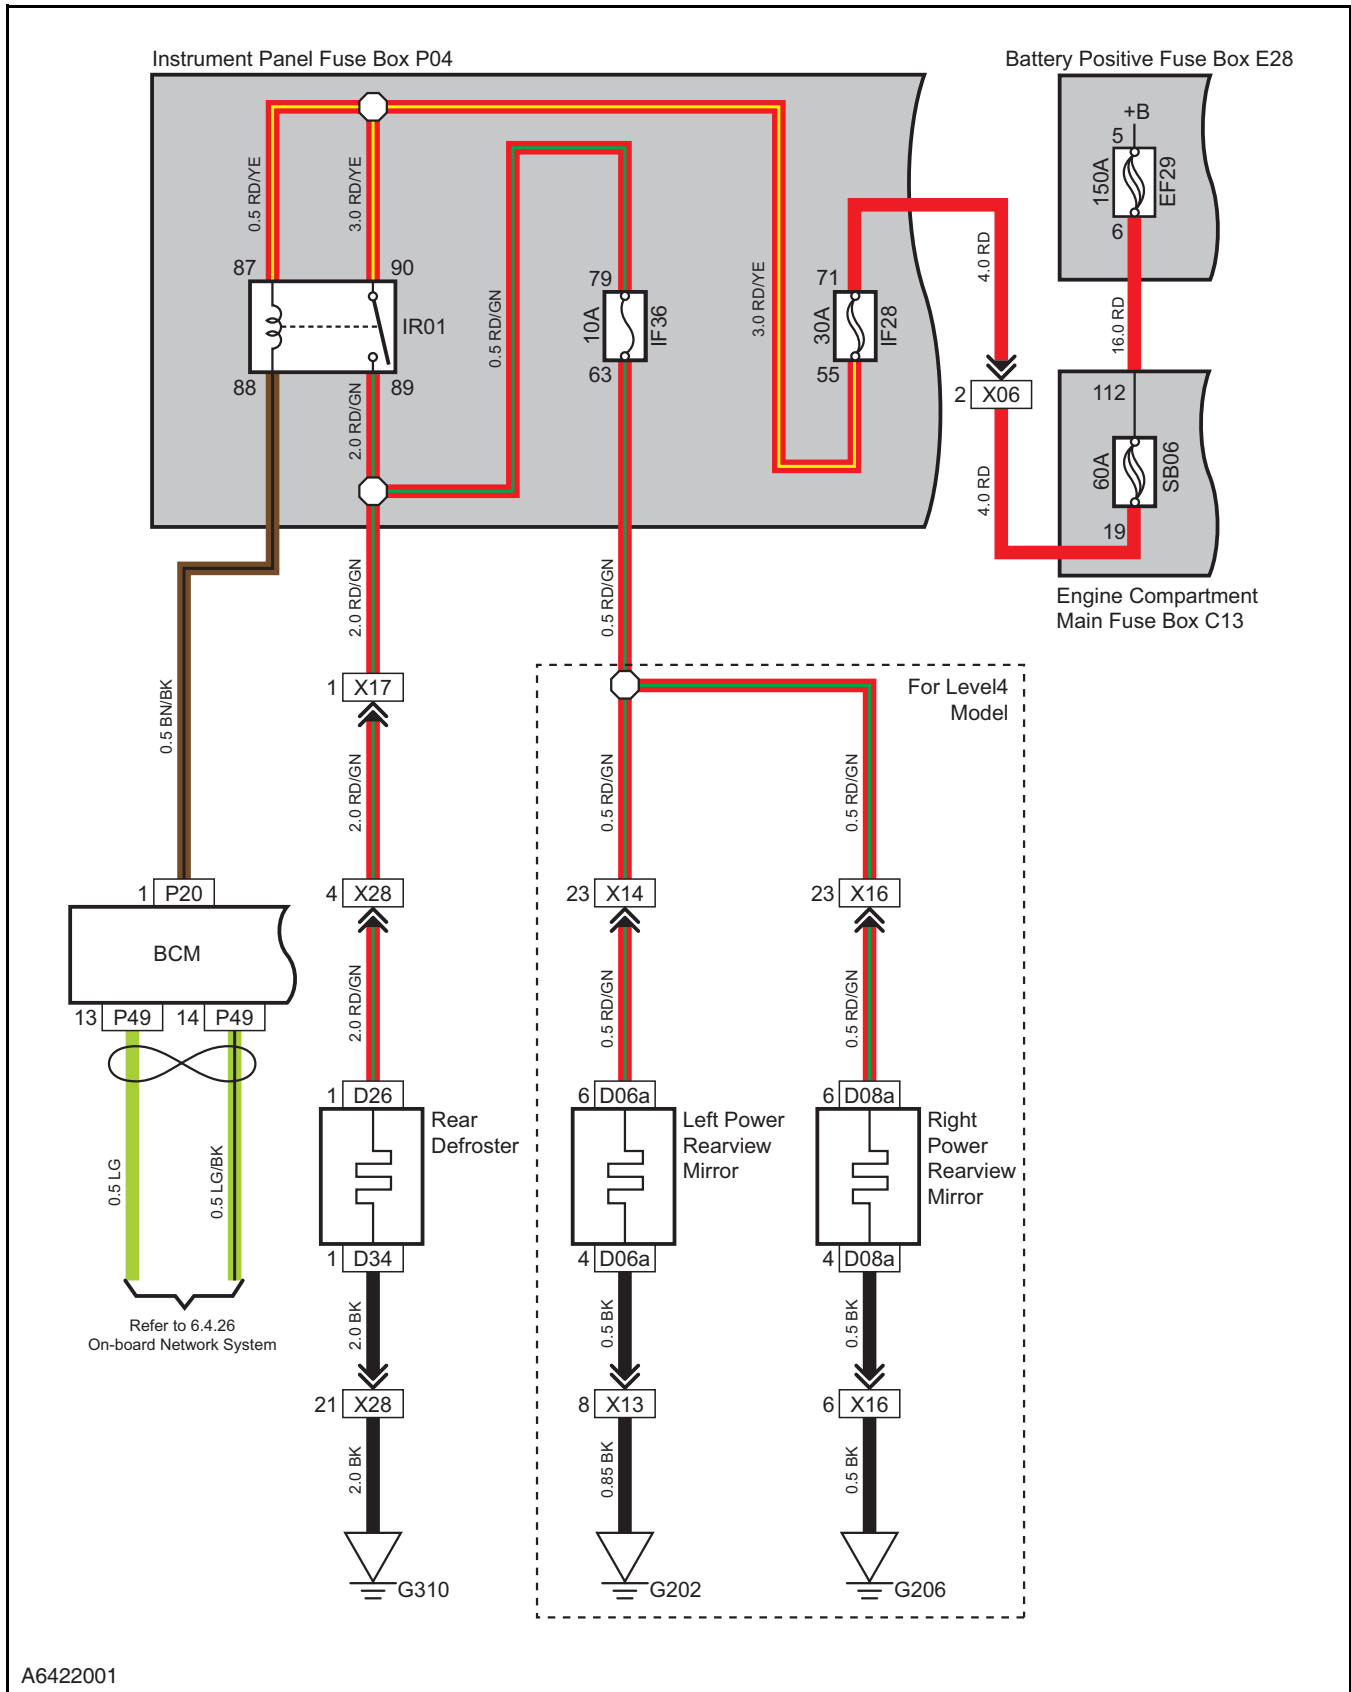 Instrument Panel Fuse Box P04
Battery Positive Fuse Box E28
+B
5
150A
EF29
6
0.5 RD/YE
3.0 RD/YE
87
90
IR01
88
89
2.0 RD/GN
0.5 RD/GN
79
10A
IF36
63
3.0 RD/YE
71
30A
IF28
55
4.0 RD
2 X06
4.0 RD
16.0 RD
112
60A
SB06
19
Engine Compartment
Main Fuse Box C13
0.5 BN/BK
2.0 RD/GN
0.5 RD/GN
1 X17
For Level4
Model
2.0 RD/GN
0.5 RD/GN
0.5 RD/GN
1 P20
4 X28
23 X14
23 X16
BCM
13 P49
14 P49
2.0 RD/GN
0.5 RD/GN
0.5 RD/GN
1 D26
6 D06a
6 D08a
Rear
Defroster
Left Power
Rearview
Mirror
Right
Power
Rearview
Mirror
0.5 LG
0.5 LG/BK
1 D34
4 D06a
4 D08a
Refer to 6.4.26
On-board Network System
2.0 BK
0.5 BK
0.5 BK
21 X28
8 X13
6 X16
2.0 BK
0.85 BK
0.5 BK
G310
G202
G206
A6422001